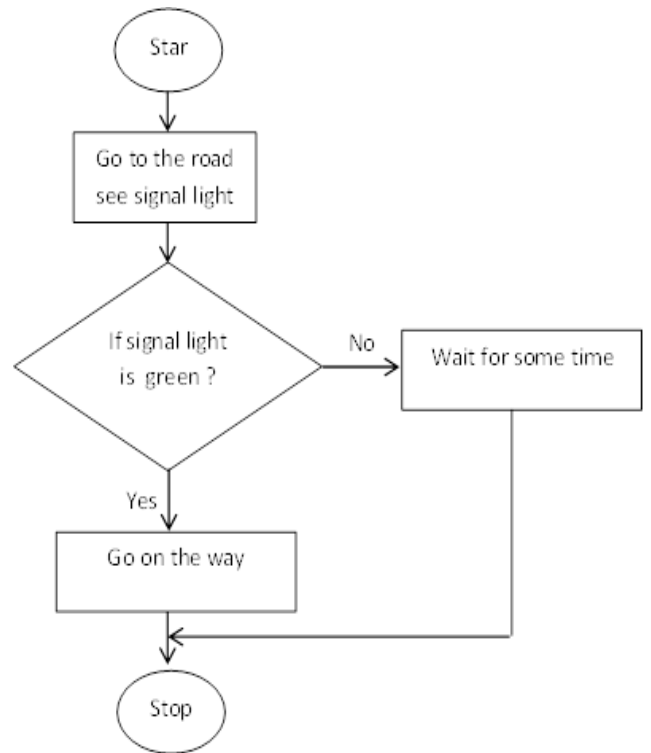 Star
Go to the road
see signal light
If signal light
is green ?
No
Wait for some time
Yes
Go on the way
Stop